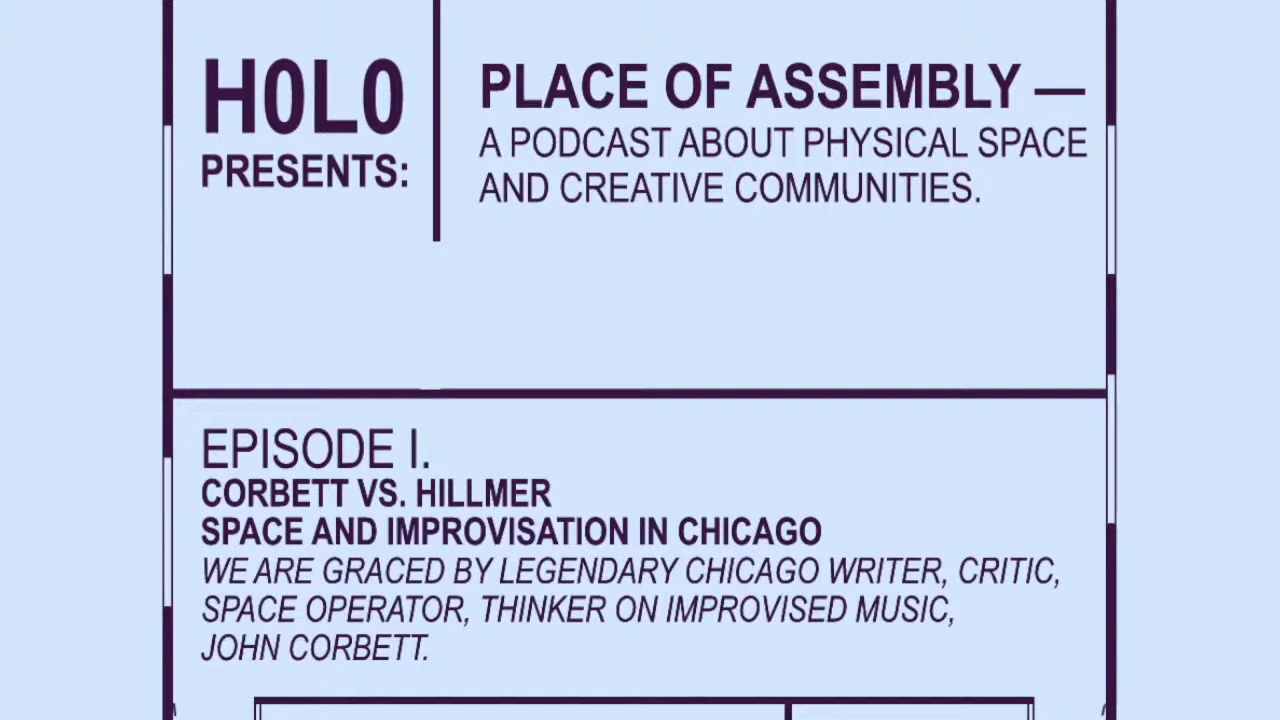 H0L0
PRESENTS:
PLACE OF ASSEMBLY —
A PODCAST ABOUT PHYSICAL SPACE
AND CREATIVE COMMUNITIES.
EPISODE I.
CORBETT VS. HILLMER
SPACE AND IMPROVISATION IN CHICAGO
WE ARE GRACED BY LEGENDARY CHICAGO WRITER, CRITIC,
SPACE OPERATOR, THINKER ON IMPROVISED MUSIC,
JOHN CORBETT.